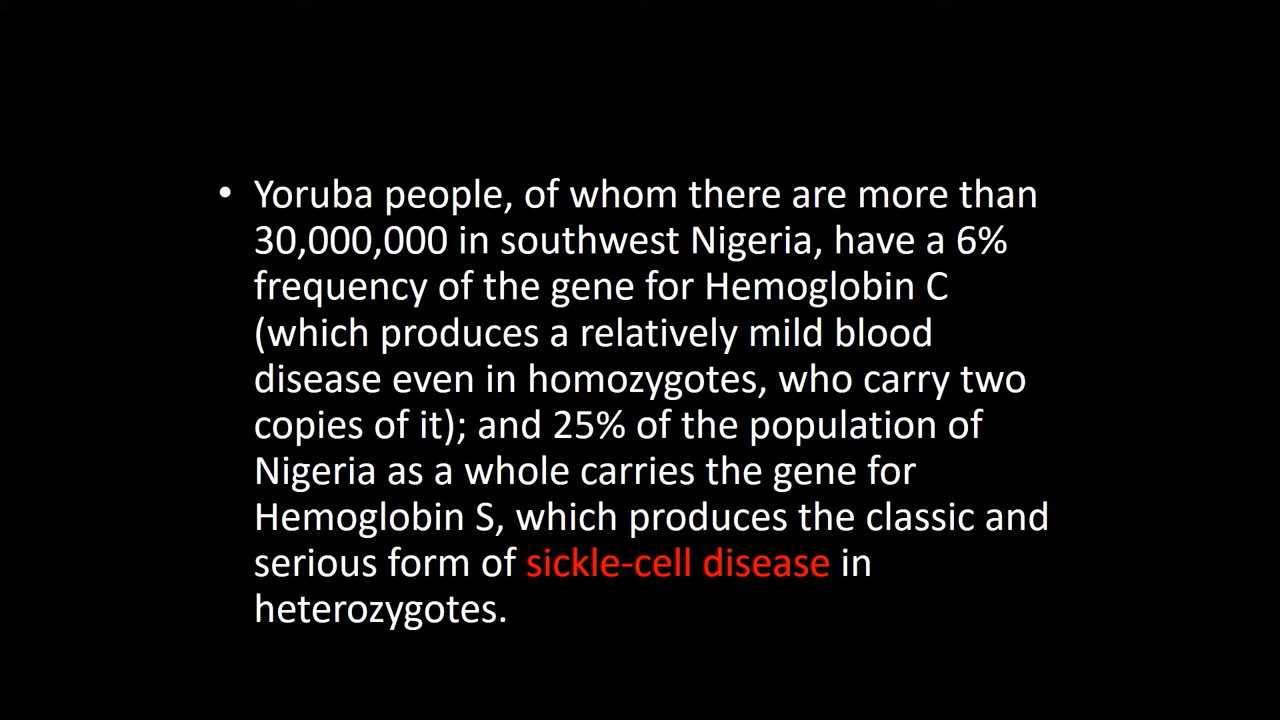 • Yoruba people, of whom there are more than
30,000,000 in southwest Nigeria, have a 6%
frequency of the gene for Hemoglobin C
(which produces a relatively mild blood
disease even in homozygotes, who carry two
copies of it); and 25% of the population of
Nigeria as a whole carries the gene for
Hemoglobin S, which produces the classic and
serious form of sickle-cell disease in
heterozygotes.